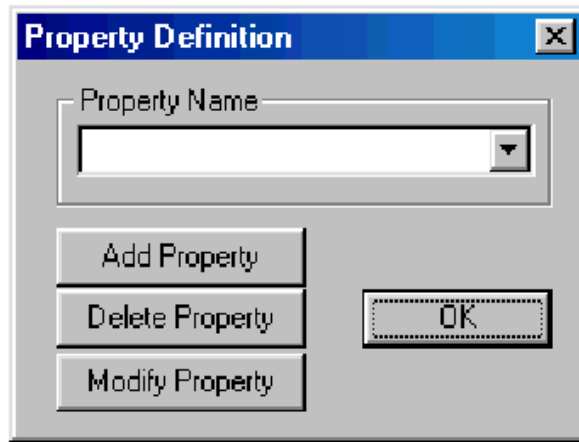 Property Definition
Property Name
Add Property
Delete Property
OK
Modify Property